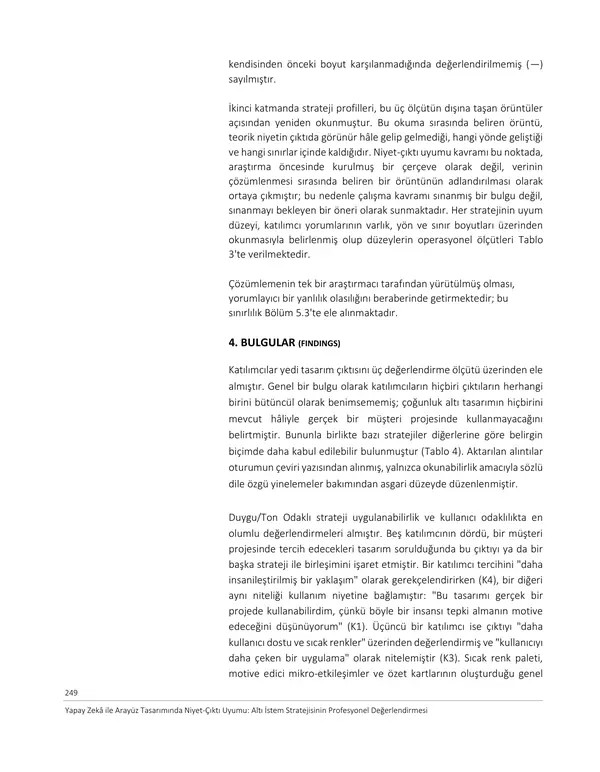 kendisinden önceki boyut karşılanmadığında değerlendirilmemiş (—)
sayılmıştır.
İkinci katmanda strateji profilleri, bu üç ölçütün dışına taşan örüntüler
açısından yeniden okunmuştur. Bu okuma sırasında beliren örüntü,
teorik niyetin çıktıda görünür hâle gelip gelmediği, hangi yönde geliştiği
ve hangi sınırlar içinde kaldığıdır. Niyet-çıktı uyumu kavramı bu noktada,
araştırma öncesinde kurulmuş bir çerçeve olarak değil, verinin
çözümlenmesi sırasında beliren bir örüntünün adlandırılması olarak
ortaya çıkmıştır; bu nedenle çalışma kavramı sınanmış bir bulgu değil,
sınanmayı bekleyen bir öneri olarak sunmaktadır. Her stratejinin uyum
düzeyi, katılımcı yorumlarının varlık, yön ve sınır boyutları üzerinden
okunmasıyla belirlenmiş olup düzeylerin operasyonel ölçütleri Tablo
3'te verilmektedir.
Çözümlemenin tek bir araştırmacı tarafından yürütülmüş olması,
yorumlayıcı bir yanlılık olasılığını beraberinde getirmektedir; bu
sınırlılık Bölüm 5.3'te ele alınmaktadır.
4. BULGULAR (FINDINGS)
Katılımcılar yedi tasarım çıktısını üç değerlendirme ölçütü üzerinden ele
almıştır. Genel bir bulgu olarak katılımcıların hiçbiri çıktıların herhangi
birini bütüncül olarak benimsememiş; çoğunluk altı tasarımın hiçbirini
mevcut hâliyle gerçek bir müşteri projesinde kullanmayacağını
belirtmiştir. Bununla birlikte bazı stratejiler diğerlerine göre belirgin
biçimde daha kabul edilebilir bulunmuştur (Tablo 4). Aktarılan alıntılar
oturumun çeviri yazısından alınmış, yalnızca okunabilirlik amacıyla sözlü
dile özgü yinelemeler bakımından asgari düzeyde düzenlenmiştir.
Duygu/Ton Odaklı strateji uygulanabilirlik ve kullanıcı odaklılıkta en
olumlu değerlendirmeleri almıştır. Beş katılımcının dördü, bir müşteri
projesinde tercih edecekleri tasarım sorulduğunda bu çıktıyı ya da bir
başka strateji ile birleşimini işaret etmiştir. Bir katılımcı tercihini "daha
insanileştirilmiş bir yaklaşım" olarak gerekçelendirirken (K4), bir diğeri
aynı niteliği kullanım niyetine bağlamıştır: "Bu tasarımı gerçek bir
projede kullanabilirdim, çünkü böyle bir insansı tepki almanın motive
edeceğini düşünüyorum" (K1). Üçüncü bir katılımcı ise çıktıyı "daha
kullanıcı dostu ve sıcak renkler" üzerinden değerlendirmiş ve "kullanıcıyı
daha çeken bir uygulama" olarak nitelemiştir (K3). Sıcak renk paleti,
motive edici mikro-etkileşimler ve özet kartlarının oluşturduğu genel
249
Yapay Zekâ ile Arayüz Tasarımında Niyet-Çıktı Uyumu: Altı İstem Stratejisinin Profesyonel Değerlendirmesi